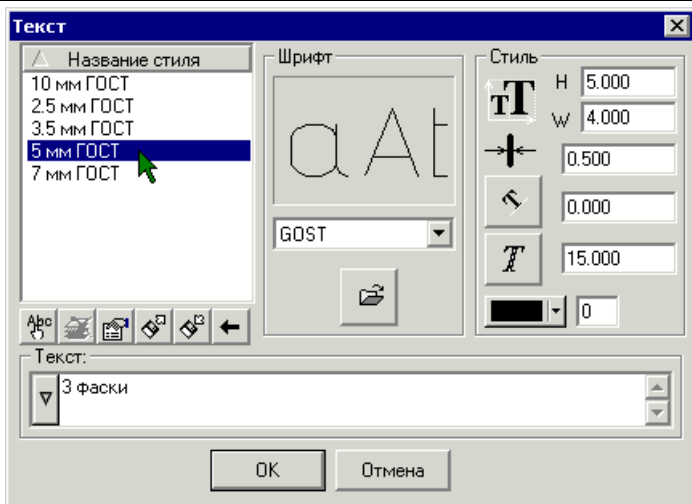 Текст
Название стиля
10 мм ГОСТ
2.5 мм ГОСТ
3.5 мм ГОСТ
5 мм ГОСТ
7 мм ГОСТ
Abc
Шрифт
aAt
GOST
Стиль
TT
H 5.000
W 4.000
0.500
0.000
T 15.000
0
Текст:
3 фаски
OK Отмена